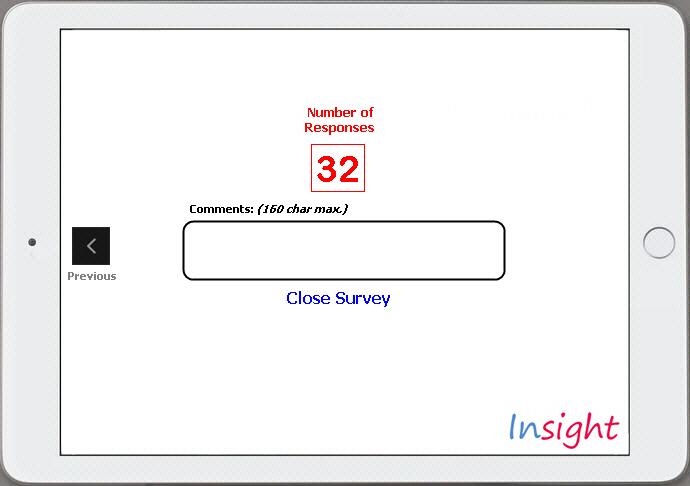 Number of
Responses
32
Comments: (160 char max.)
Previous
Close Survey
Insight